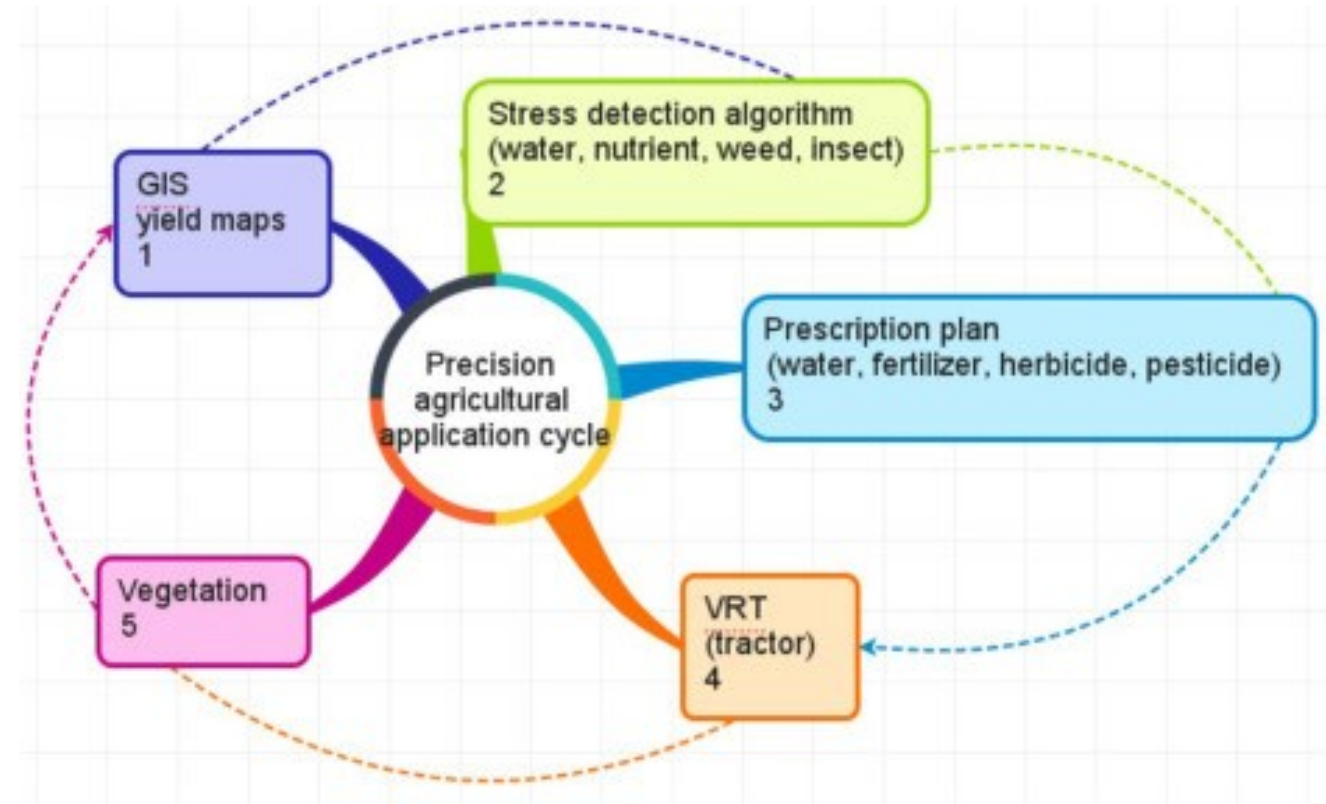 GIS
yield maps
1
Stress detection algorithm
(water, nutrient, weed, insect)
2
Prescription plan
(water, fertilizer, herbicide, pesticide)
3
Precision
agricultural
application cycle
VRT
(tractor)
4
Vegetation
5